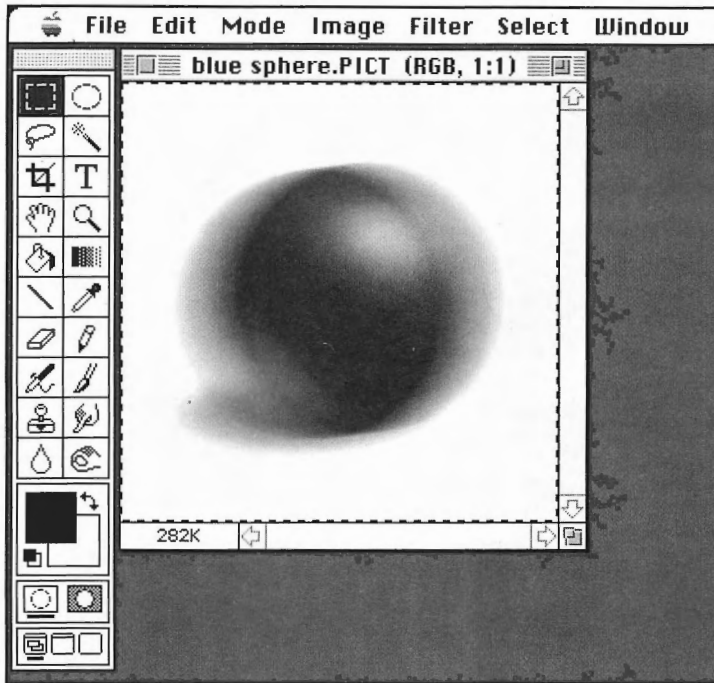 File Edit Mode Image Filter Select Window
blue sphere.PICT (RGB, 1:1)
T
282K